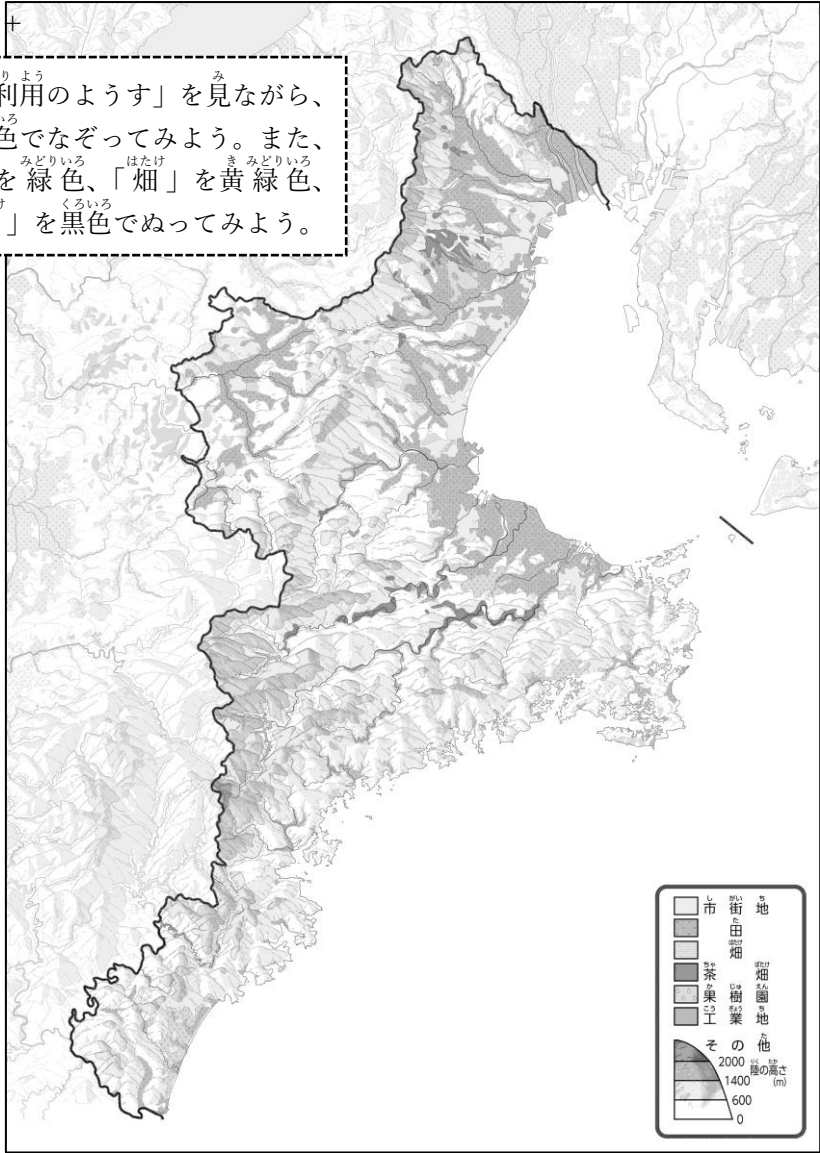 利用のようす」を見ながら、
色でなぞってみよう。また、
を緑色、「畑」を黄緑色、
」を黒色でぬってみよう。
市街地
田
畑
茶畑
果樹園
工業地
その他
2000
1400
600
0
陸の高さ
(m)